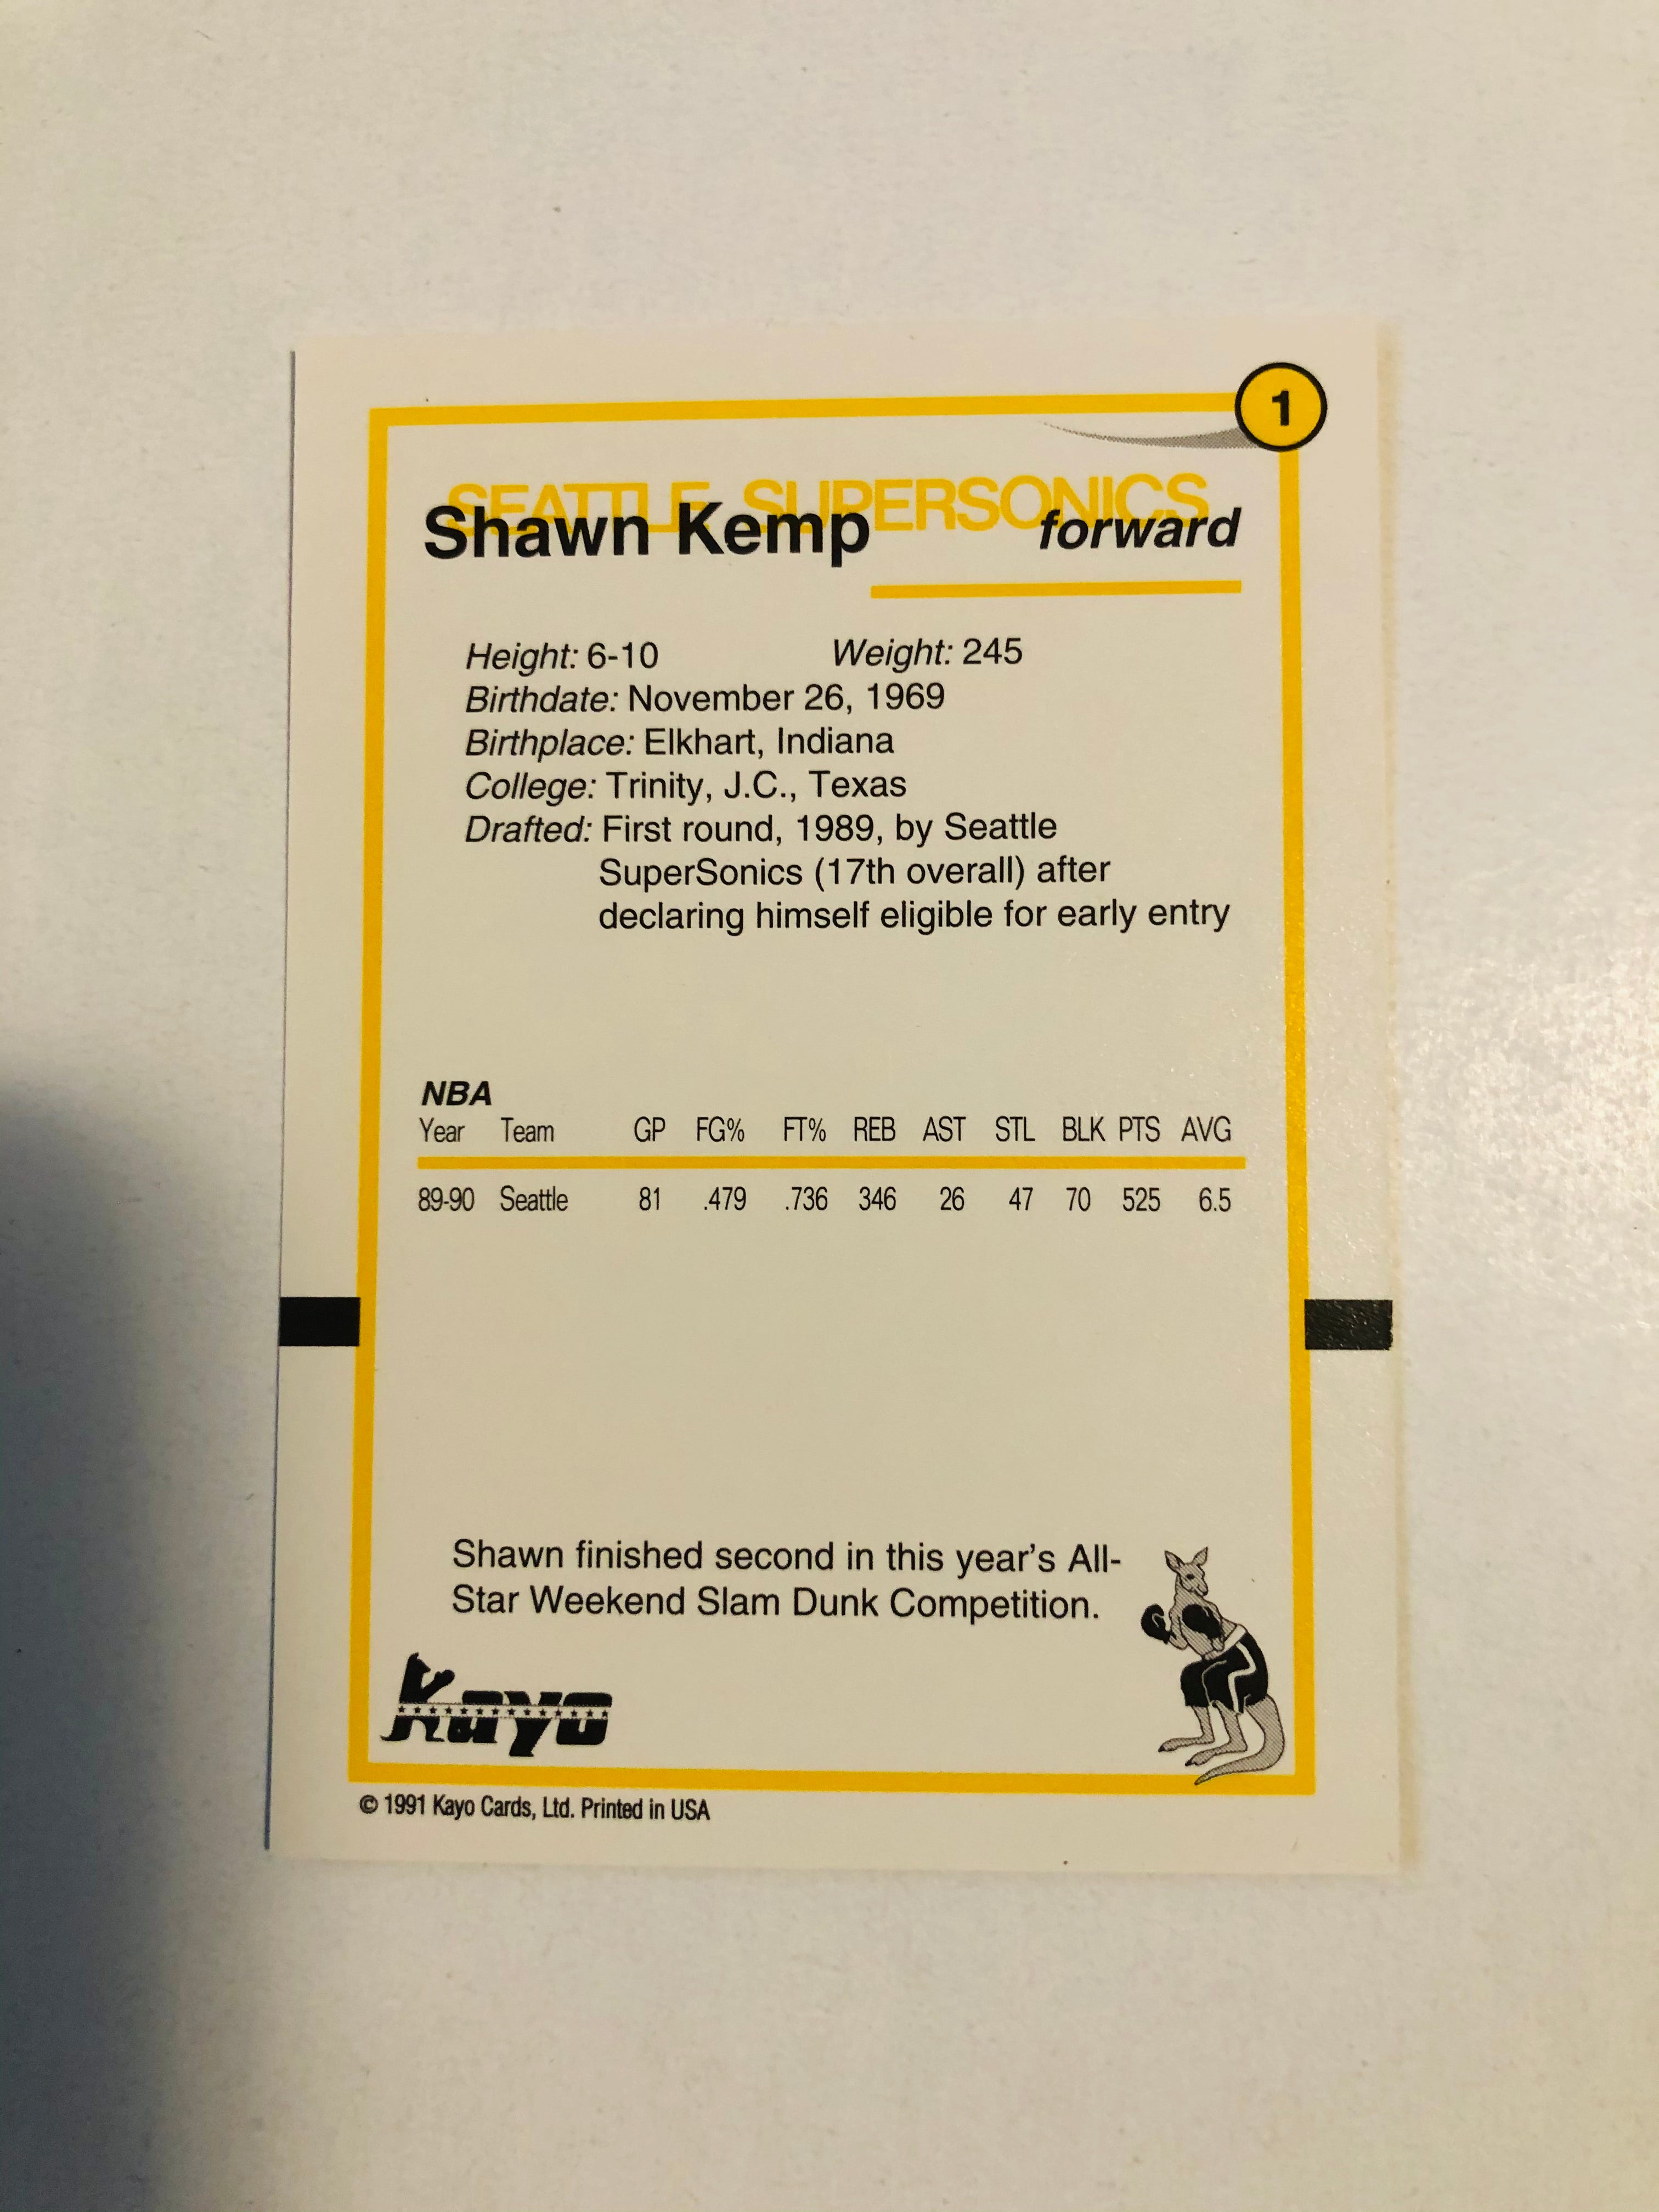 1
SEATTLE SUPERSONICS
Shawn Kemp forward
Height: 6-10 Weight: 245
Birthdate: November 26, 1969
Birthplace: Elkhart, Indiana
College: Trinity, J.C., Texas
Drafted: First round, 1989, by Seattle
SuperSonics (17th overall) after
declaring himself eligible for early entry
NBA
Year Team GP FG% FT% REB AST STL BLK PTS AVG
89-90 Seattle 81 .479 .736 346 26 47 70 525 6.5
Shawn finished second in this year's All-
Star Weekend Slam Dunk Competition.
Kayo
© 1991 Kayo Cards, Ltd. Printed in USA